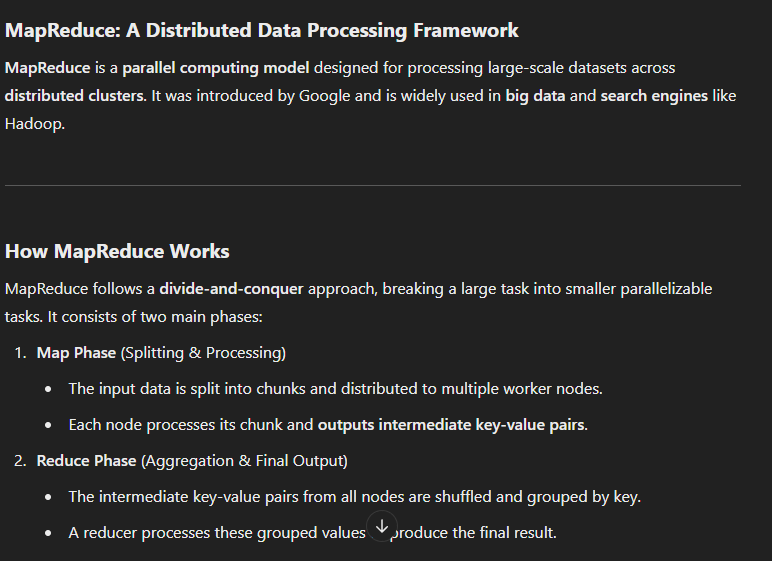 MapReduce: A Distributed Data Processing Framework
MapReduce is a parallel computing model designed for processing large-scale datasets across
distributed clusters. It was introduced by Google and is widely used in big data and search engines like
Hadoop.
How MapReduce Works
MapReduce follows a divide-and-conquer approach, breaking a large task into smaller parallelizable
tasks. It consists of two main phases:
1. Map Phase (Splitting & Processing)
• The input data is split into chunks and distributed to multiple worker nodes.
• Each node processes its chunk and outputs intermediate key-value pairs.
2. Reduce Phase (Aggregation & Final Output)
• The intermediate key-value pairs from all nodes are shuffled and grouped by key.
• A reducer processes these grouped values produce the final result.